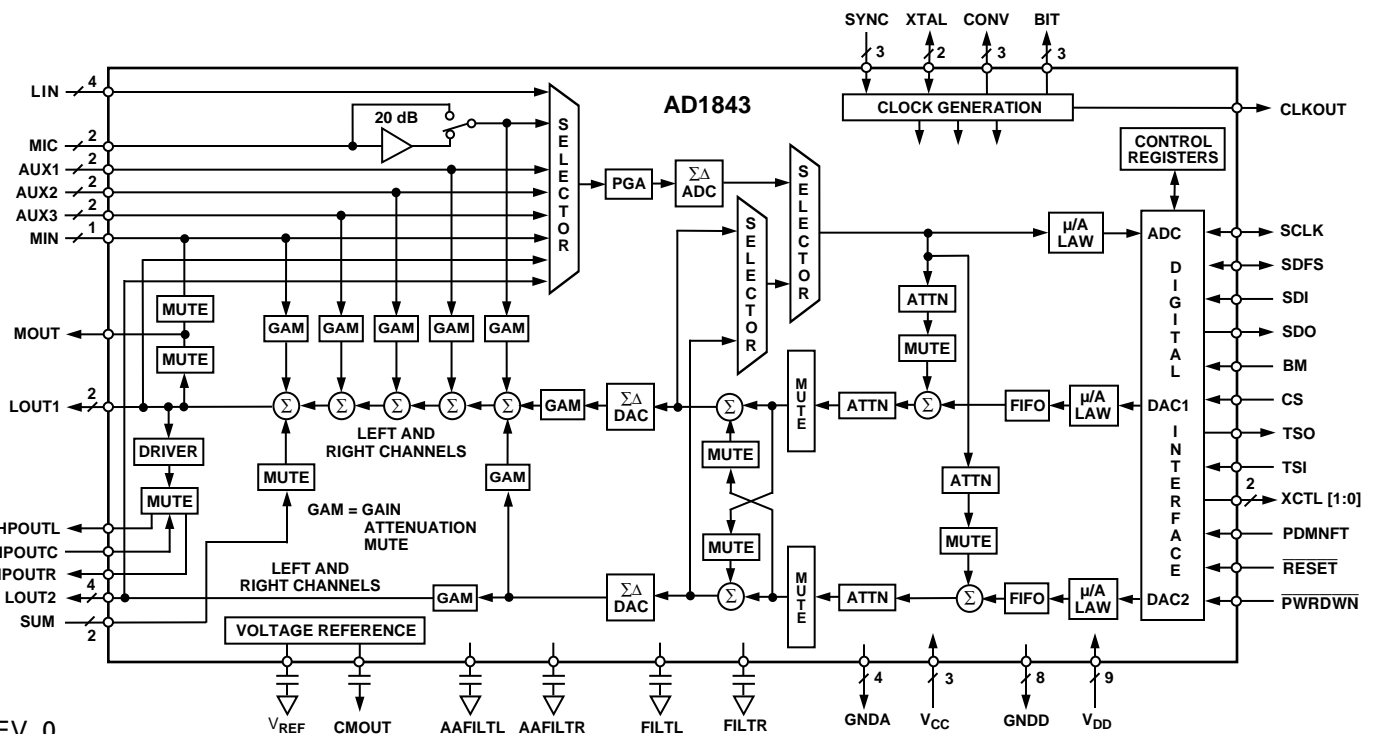 SYNC XTAL CONV BIT
3 2 3 3
LIN 4
AD1843
CLOCK GENERATION
CLKOUT
20 dB
MIC 2
CONTROL
REGISTERS
AUX1 2
AUX2 2
AUX3 2
MIN 1
SELECTOR
PGA
ΣΔ
ADC
SELECTOR
SELECTOR
µ/A
LAW
ADC
DIGITAL INTERFACE
SCLK
SDFS
SDI
SDO
BM
CS
TSO
TSI
2
XCTL [1:0]
PDMNFT
RESET
PWRDWN
MUTE
MOUT
MUTE
GAM GAM GAM GAM GAM
ATTN
MUTE
LOUT1 2
Σ Σ Σ Σ Σ
GAM
ΣΔ
DAC
Σ
MUTE
ATTN
Σ
FIFO
µ/A
LAW
DAC1
LEFT AND
RIGHT CHANNELS
DRIVER
MUTE
MUTE
GAM
MUTE
ATTN
GAM = GAIN
ATTENUATION
MUTE
HPOUTL
HPOUTC
HPOUTR
MUTE
MUTE
LEFT AND
RIGHT CHANNELS
LOUT2 4
GAM
ΣΔ
DAC
Σ
MUTE
ATTN
Σ
FIFO
µ/A
LAW
DAC2
SUM 2
VOLTAGE REFERENCE
4 3 8 9
VREF CMOUT AAFILTL AAFILTR FILTL FILTR GNDA VCC GNDD VDD
EV. 0